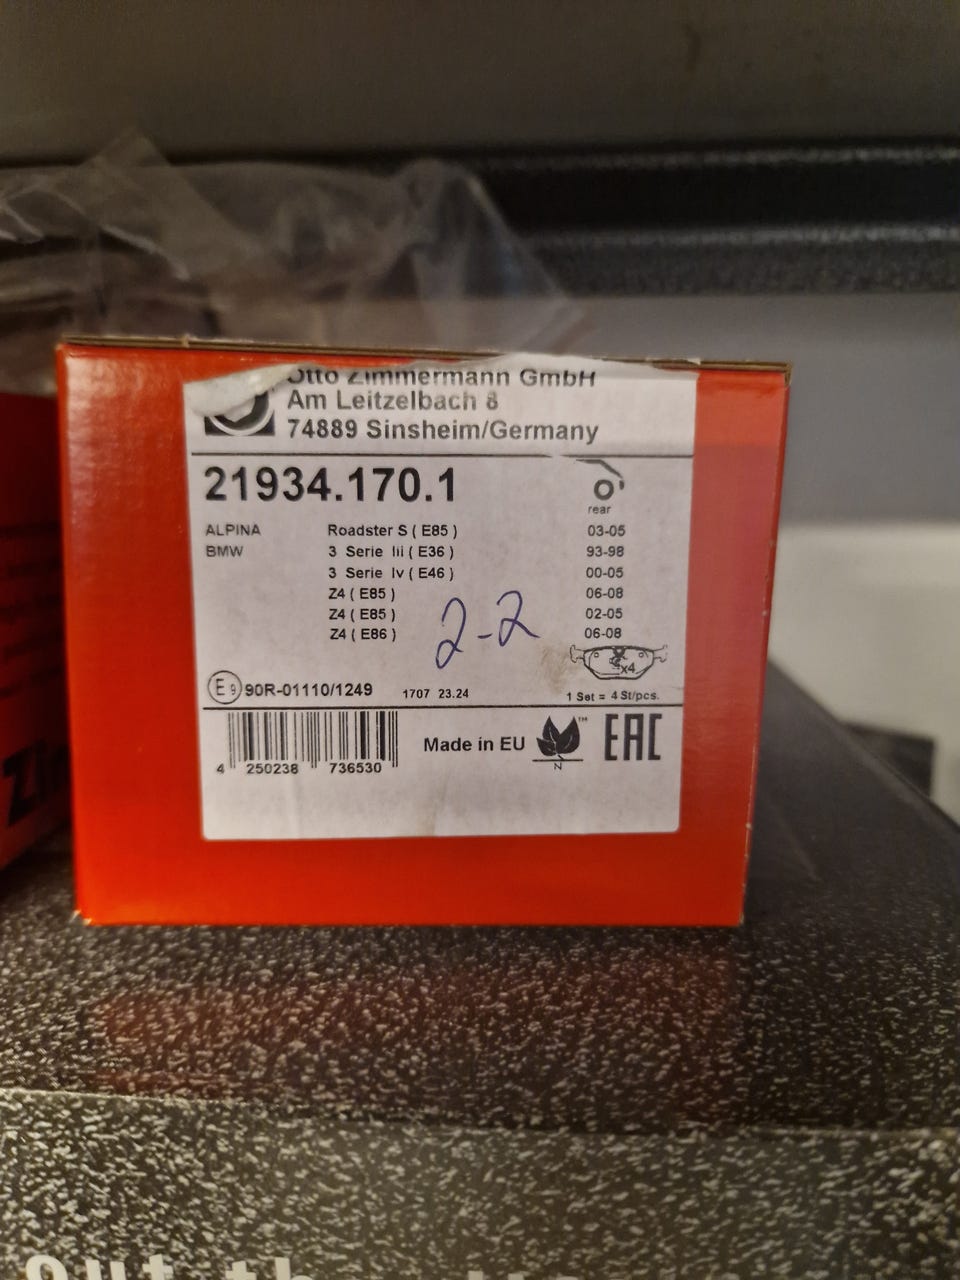 Otto Zimmermann GmbH
Am Leitzelbach 8
74889 Sinsheim/Germany
21934.170.1
rear
ALPINA Roadster S ( E85 ) 03-05
BMW 3 Serie Iii ( E36 ) 93-98
3 Serie Iv ( E46 ) 00-05
Z4 ( E85 ) 06-08
Z4 ( E85 ) 02-05
Z4 ( E86 ) 06-08
2-2
x4
E9 90R-01110/1249 1707 23.24 1 Set = 4 St/pcs.
Made in EU ™ EAC
N
4 250238 736530